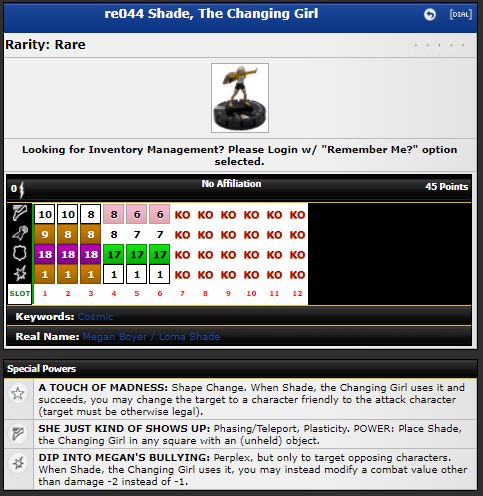 re044 Shade, The Changing Girl
[DIAL]
Rarity: Rare
Looking for Inventory Management? Please Login w/ "Remember Me?" option
selected.
0 No Affiliation 45 Points
10 10 8 8 6 6 KO KO KO KO KO KO
9 8 8 8 7 7 KO KO KO KO KO KO
18 18 18 17 17 17 KO KO KO KO KO KO
1 1 1 1 1 1 KO KO KO KO KO KO
SLOT 1 2 3 4 5 6 7 8 9 10 11 12
Keywords: Cosmic
Real Name: Megan Boyer / Loma Shade
Special Powers
A TOUCH OF MADNESS: Shape Change. When Shade, the Changing Girl uses it and
succeeds, you may change the target to a character friendly to the attack character
(target must be otherwise legal).
SHE JUST KIND OF SHOWS UP: Phasing/Teleport, Plasticity. POWER: Place Shade,
the Changing Girl in any square with an (unheld) object.
DIP INTO MEGAN'S BULLYING: Perplex, but only to target opposing characters.
When Shade, the Changing Girl uses it, you may instead modify a combat value other
than damage -2 instead of -1.